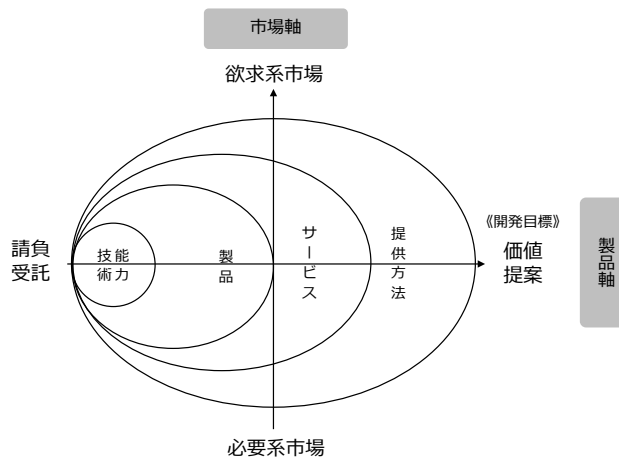 市場軸
欲求系市場
請負
受託
技能
術力
製品
サービス
提供方法
《開発目標》
価値
提案
製品軸
必要系市場